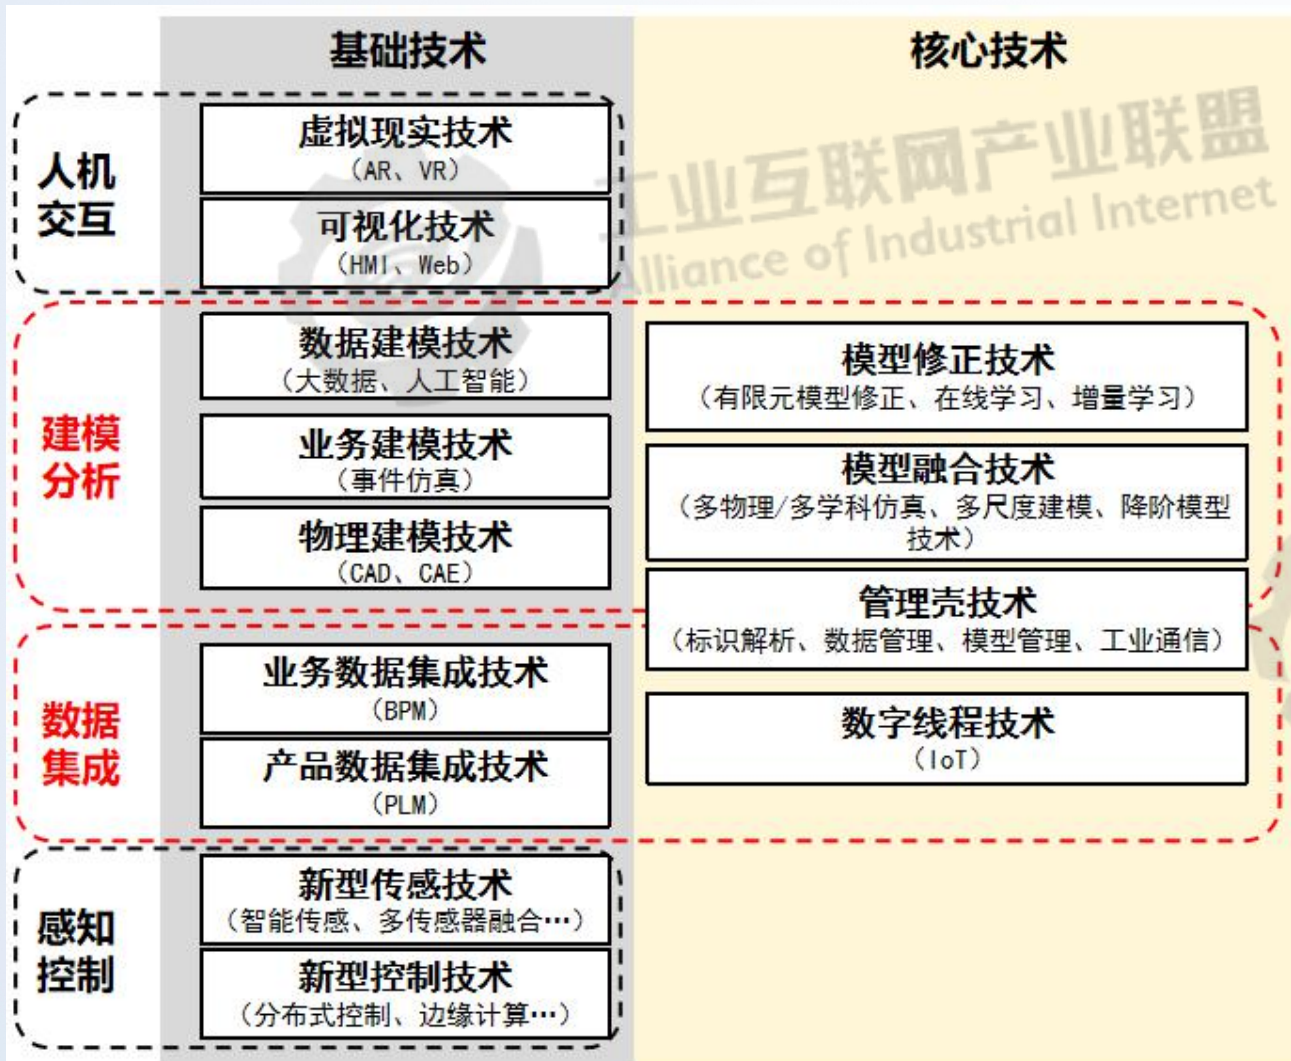 基础技术
核心技术
人机
交互
虚拟现实技术
（AR、VR）
可视化技术
（HMI、Web）
工业互联网产业联盟
Alliance of Industrial Internet
建模
分析
数据建模技术
（大数据、人工智能）
业务建模技术
（事件仿真）
物理建模技术
（CAD、CAE）
模型修正技术
（有限元模型修正、在线学习、增量学习）
模型融合技术
（多物理/多学科仿真、多尺度建模、降阶模型
技术）
管理壳技术
（标识解析、数据管理、模型管理、工业通信）
数据
集成
业务数据集成技术
（BPM）
产品数据集成技术
（PLM）
数字线程技术
（IoT）
感知
控制
新型传感技术
（智能传感、多传感器融合…）
新型控制技术
（分布式控制、边缘计算…）